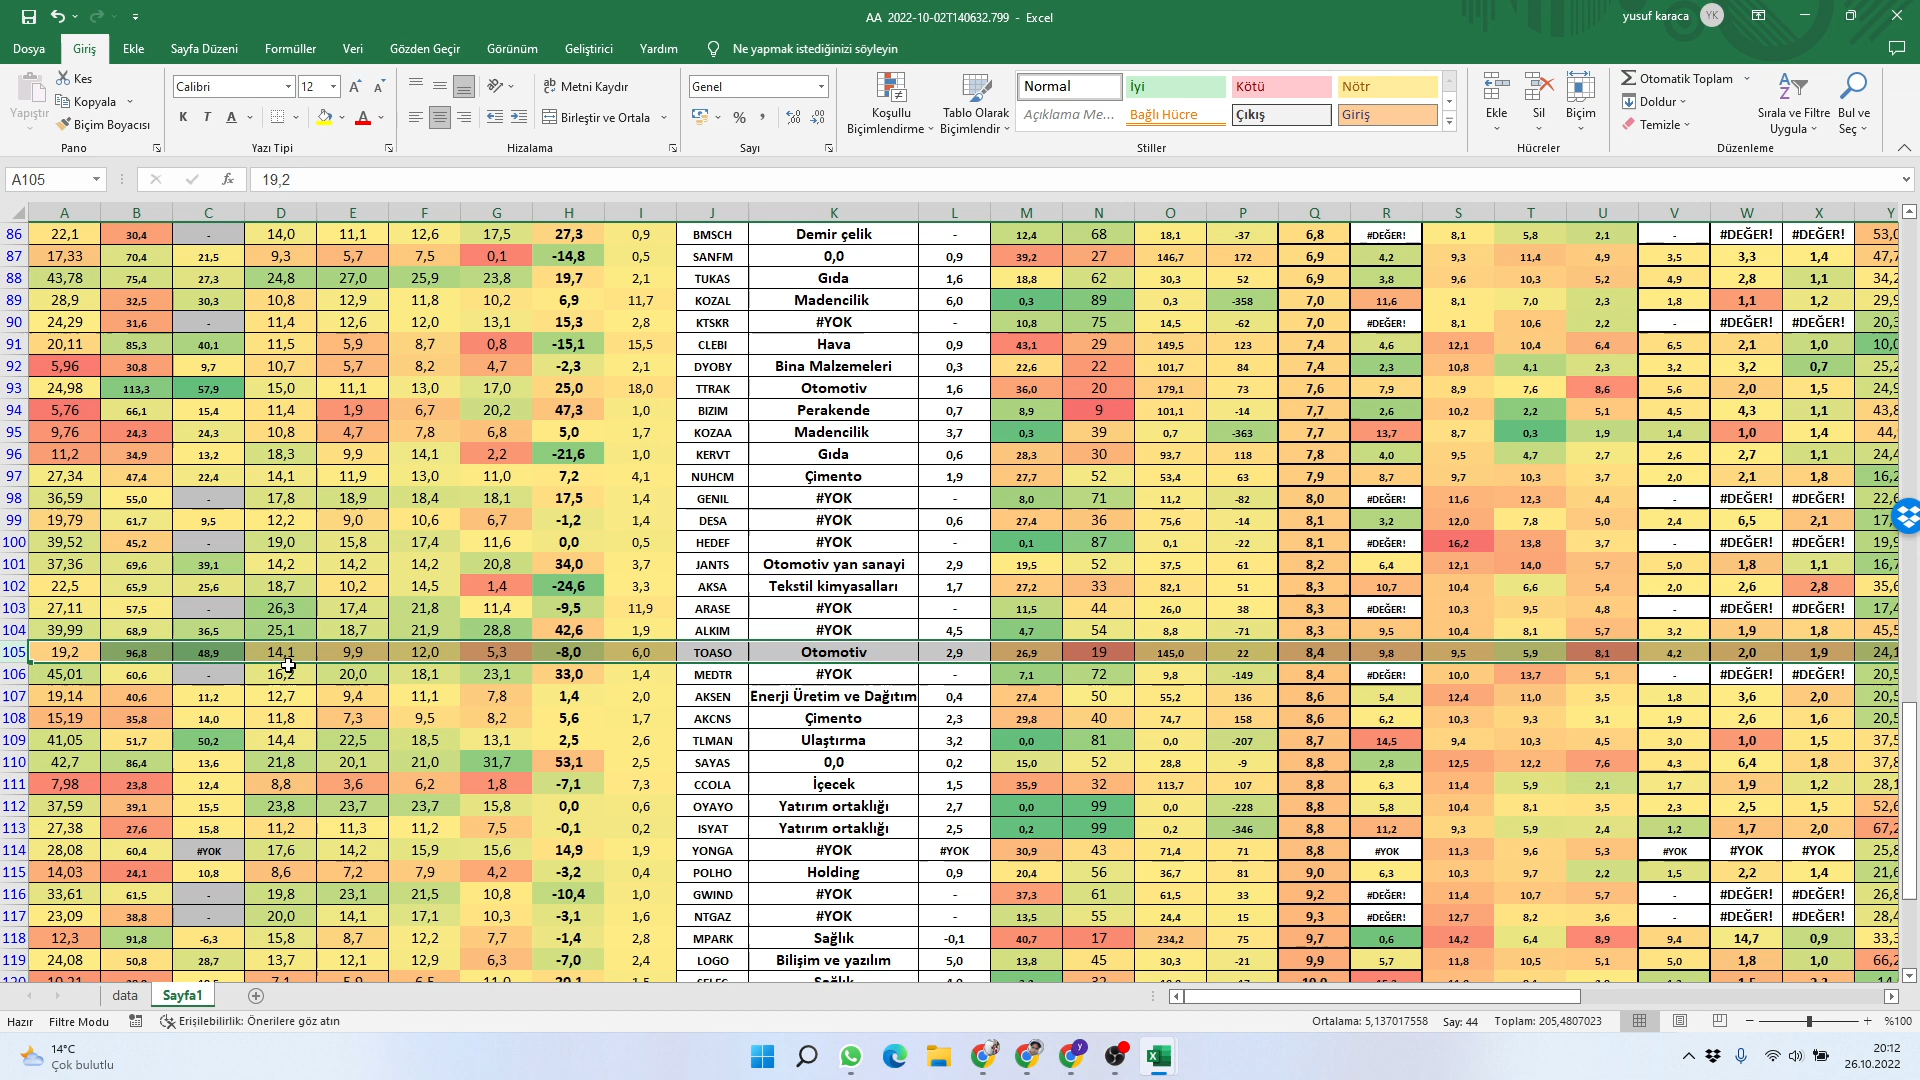 AA 2022-10-02T140632.799 - Excel
yusuf karaca YK
Dosya Giriş Ekle Sayfa Düzeni Formüller Veri Gözden Geçir Görünüm Geliştirici Yardım Ne yapmak istediğinizi söyleyin
Yapıştır Kes Kopyala Biçim Boyacısı
Calibri 12 K T A A
Metni Kaydır Birleştir ve Ortala
Genel
Koşullu Biçimlendirme Tablo Olarak Biçimlendir
Normal İyi Kötü Nötr
Açıklama Me... Bağlı Hücre Çıkış Giriş
Ekle Sil Biçim
Otomatik Toplam Doldur Temizle
Sırala ve Filtre Uygula Bul ve Seç
Pano Yazı Tipi Hizalama Sayı Stiller Hücreler Düzenleme
A105 fx 19,2
A B C D E F G H I J K L M N O P Q R S T U V W X Y
86 22,1 30,4 - 14,0 11,1 12,6 17,5 27,3 0,9 BMSCH Demir çelik - 12,4 68 18,1 -37 6,8 #DEĞER! 8,1 5,8 2,1 - #DEĞER! #DEĞER! 53,0
87 17,33 70,4 21,5 9,3 5,7 7,5 0,1 -14,8 0,5 SANFM 0,0 0,9 39,2 27 146,7 172 6,9 4,2 9,3 11,4 4,9 3,5 3,3 1,4 47,7
88 43,78 75,4 27,3 24,8 27,0 25,9 23,8 19,7 2,1 TUKAS Gıda 1,6 18,8 62 30,3 52 6,9 3,8 9,6 10,3 5,2 4,9 2,8 1,1 34,2
89 28,9 32,5 30,3 10,8 12,9 11,8 10,2 6,9 11,7 KOZAL Madencilik 6,0 0,3 89 0,3 -358 7,0 11,6 8,1 7,0 2,3 1,8 1,1 1,2 29,9
90 24,29 31,6 - 11,4 12,6 12,0 13,1 15,3 2,8 KTSKR #YOK - 10,8 75 14,5 -62 7,0 #DEĞER! 8,1 10,6 2,2 - #DEĞER! #DEĞER! 20,3
91 20,11 85,3 40,1 11,5 5,9 8,7 0,8 -15,1 15,5 CLEBI Hava 0,9 43,1 29 149,5 123 7,4 4,6 12,1 10,4 6,4 6,5 2,1 1,0 10,0
92 5,96 30,8 9,7 10,7 5,7 8,2 4,7 -2,3 2,1 DYOBY Bina Malzemeleri 0,3 22,6 22 101,7 84 7,4 2,3 10,8 4,1 2,3 3,2 3,2 0,7 25,2
93 24,98 113,3 57,9 15,0 11,1 13,0 17,0 25,0 18,0 TTRAK Otomotiv 1,6 36,0 20 179,1 73 7,6 7,9 8,9 7,6 8,6 5,6 2,0 1,5 24,9
94 5,76 66,1 15,4 11,4 1,9 6,7 20,2 47,3 1,0 BIZIM Perakende 0,7 8,9 9 101,1 -14 7,7 2,6 10,2 2,2 5,1 4,5 4,3 1,1 43,8
95 9,76 24,3 24,3 10,8 4,7 7,8 6,8 5,0 1,7 KOZAA Madencilik 3,7 0,3 39 0,7 -363 7,7 13,7 8,7 0,3 1,9 1,4 1,0 1,4 44,
96 11,2 34,9 13,2 18,3 9,9 14,1 2,2 -21,6 1,0 KERVT Gıda 0,6 28,3 30 93,7 118 7,8 4,0 9,5 4,7 2,7 2,6 2,7 1,1 24,4
97 27,34 47,4 22,4 14,1 11,9 13,0 11,0 7,2 4,1 NUHCM Çimento 1,9 27,7 52 53,4 63 7,9 8,7 9,7 10,3 3,7 2,0 2,1 1,8 16,2
98 36,59 55,0 - 17,8 18,9 18,4 18,1 17,5 1,4 GENIL #YOK - 8,0 71 11,2 -82 8,0 #DEĞER! 11,6 12,3 4,4 - #DEĞER! #DEĞER! 22,6
99 19,79 61,7 9,5 12,2 9,0 10,6 6,7 -1,2 1,4 DESA #YOK 0,6 27,4 36 75,6 -14 8,1 3,2 12,0 7,8 5,0 2,4 6,5 2,1 17,
100 39,52 45,2 - 19,0 15,8 17,4 11,6 0,0 0,5 HEDEF #YOK - 0,1 87 0,1 -22 8,1 #DEĞER! 16,2 13,8 3,7 - #DEĞER! #DEĞER! 19,9
101 37,36 69,6 39,1 14,2 14,2 14,2 20,8 34,0 3,7 JANTS Otomotiv yan sanayi 2,9 19,5 52 37,5 61 8,2 6,4 12,1 14,0 5,7 5,0 1,8 1,1 16,7
102 22,5 65,9 25,6 18,7 10,2 14,5 1,4 -24,6 3,3 AKSA Tekstil kimyasalları 1,7 27,2 33 82,1 51 8,3 10,7 10,4 6,6 5,4 2,0 2,6 2,8 35,6
103 27,11 57,5 - 26,3 17,4 21,8 11,4 -9,5 11,9 ARASE #YOK - 11,5 44 26,0 38 8,3 #DEĞER! 10,3 9,5 4,8 - #DEĞER! #DEĞER! 17,4
104 39,99 68,9 36,5 25,1 18,7 21,9 28,8 42,6 1,9 ALKIM #YOK 4,5 4,7 54 8,8 -71 8,3 9,5 10,4 8,1 5,7 3,2 1,9 1,8 45,5
105 19,2 96,8 48,9 14,1 9,9 12,0 5,3 -8,0 6,0 TOASO Otomotiv 2,9 26,9 19 145,0 22 8,4 9,8 9,5 5,9 8,1 4,2 2,0 1,9 24,1
106 45,01 60,6 - 16,2 20,0 18,1 23,1 33,0 1,4 MEDTR #YOK - 7,1 72 9,8 -149 8,4 #DEĞER! 10,0 13,7 5,1 - #DEĞER! #DEĞER! 20,5
107 19,14 40,6 11,2 12,7 9,4 11,1 7,8 1,4 2,0 AKSEN Enerji Üretim ve Dağıtım 0,4 27,4 50 55,2 136 8,6 5,4 12,4 11,0 3,5 1,8 3,6 2,0 20,5
108 15,19 35,8 14,0 11,8 7,3 9,5 8,2 5,6 1,7 AKCNS Çimento 2,3 29,8 40 74,7 158 8,6 6,2 10,3 9,3 3,1 1,9 2,6 1,6 20,5
109 41,05 51,7 50,2 14,4 22,5 18,5 13,1 2,5 2,6 TLMAN Ulaştırma 3,2 0,0 81 0,0 -207 8,7 14,5 9,4 10,3 4,5 3,0 1,0 1,5 37,5
110 42,7 86,4 13,6 21,8 20,1 21,0 31,7 53,1 2,5 SAYAS 0,0 0,2 15,0 52 28,8 -9 8,8 2,8 12,5 12,2 7,6 4,3 6,4 1,8 37,8
111 7,98 23,8 12,4 8,8 3,6 6,2 1,8 -7,1 7,3 CCOLA İçecek 1,5 35,9 32 113,7 107 8,8 6,3 11,4 5,9 2,1 1,7 1,9 1,2 28,1
112 37,59 39,1 15,5 23,8 23,7 23,7 15,8 0,0 0,6 OYAYO Yatırım ortaklığı 2,7 0,0 99 0,0 -228 8,8 5,8 10,4 8,1 3,5 2,3 2,5 1,5 52,6
113 27,38 27,6 15,8 11,2 11,3 11,2 7,5 -0,1 0,2 ISYAT Yatırım ortaklığı 2,5 0,2 99 0,2 -346 8,8 11,2 9,3 5,9 2,4 1,2 1,7 2,0 67,2
114 28,08 60,4 #YOK 17,6 14,2 15,9 15,6 14,9 1,9 YONGA #YOK #YOK 30,9 43 71,4 71 8,8 #YOK 11,3 9,6 5,3 #YOK #YOK #YOK 25,8
115 14,03 24,1 10,8 8,6 7,2 7,9 4,2 -3,2 0,4 POLHO Holding 0,9 20,4 56 36,7 81 9,0 6,3 10,3 9,7 2,2 1,5 2,2 1,4 21,6
116 33,61 61,5 - 19,8 23,1 21,5 10,8 -10,4 1,0 GWIND #YOK - 37,3 61 61,5 33 9,2 #DEĞER! 11,4 10,7 5,7 - #DEĞER! #DEĞER! 26,8
117 23,09 38,8 - 20,0 14,1 17,1 10,3 -3,1 1,6 NTGAZ #YOK - 13,5 55 24,4 15 9,3 #DEĞER! 12,7 8,2 3,6 - #DEĞER! #DEĞER! 28,4
118 12,3 91,8 -6,3 15,8 8,7 12,2 7,7 -1,4 2,8 MPARK Sağlık -0,1 40,7 17 234,2 75 9,7 0,6 14,2 6,4 8,9 9,4 14,7 0,9 33,3
119 24,08 50,8 28,7 13,7 12,1 12,9 6,3 -7,0 2,4 LOGO Bilişim ve yazılım 5,0 13,8 45 30,3 -21 9,9 5,7 11,8 10,5 5,1 5,0 1,8 1,0 66,2
data Sayfa1
Hazır Filtre Modu Erişilebilirlik: Önerilere göz atın Ortalama: 5,137017558 Say: 44 Toplam: 205,4807023 %100
14°C
Çok bulutlu
20:12
26.10.2022